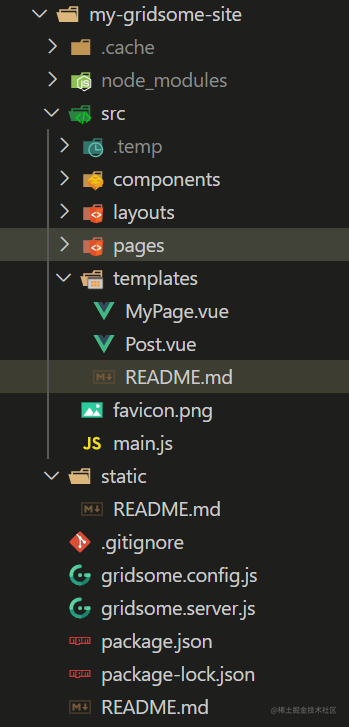 my-gridsome-site
.cache
node_modules
src
.temp
components
layouts
pages
templates
MyPage.vue
Post.vue
README.md
favicon.png
JS main.js
static
README.md
.gitignore
gridsome.config.js
gridsome.server.js
package.json
package-lock.json
README.md
@稀土掘金技术社区